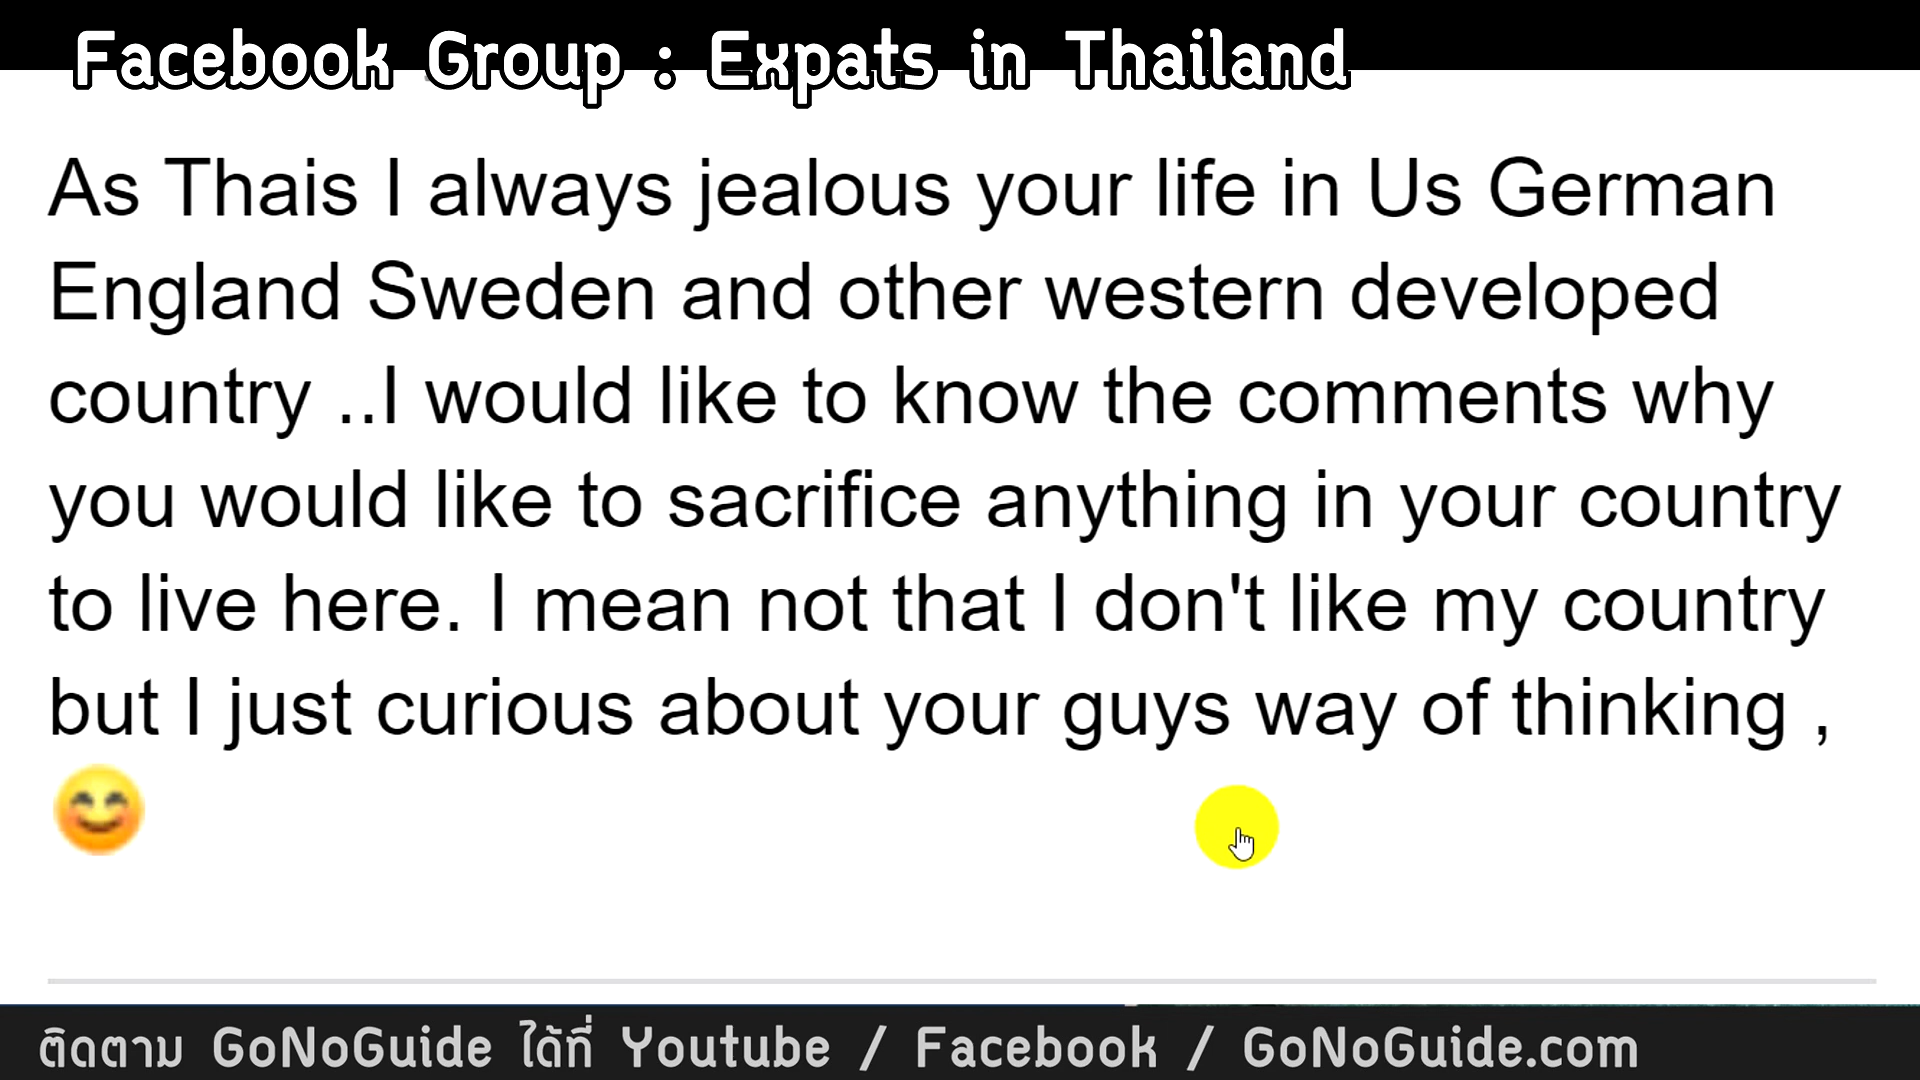 Facebook Group : Expats in Thailand
As Thais I always jealous your life in Us German
England Sweden and other western developed
country ..I would like to know the comments why
you would like to sacrifice anything in your country
to live here. I mean not that I don't like my country
but I just curious about your guys way of thinking ,
😊
ติดตาม GoNoGuide ได้ที่ Youtube / Facebook / GoNoGuide.com